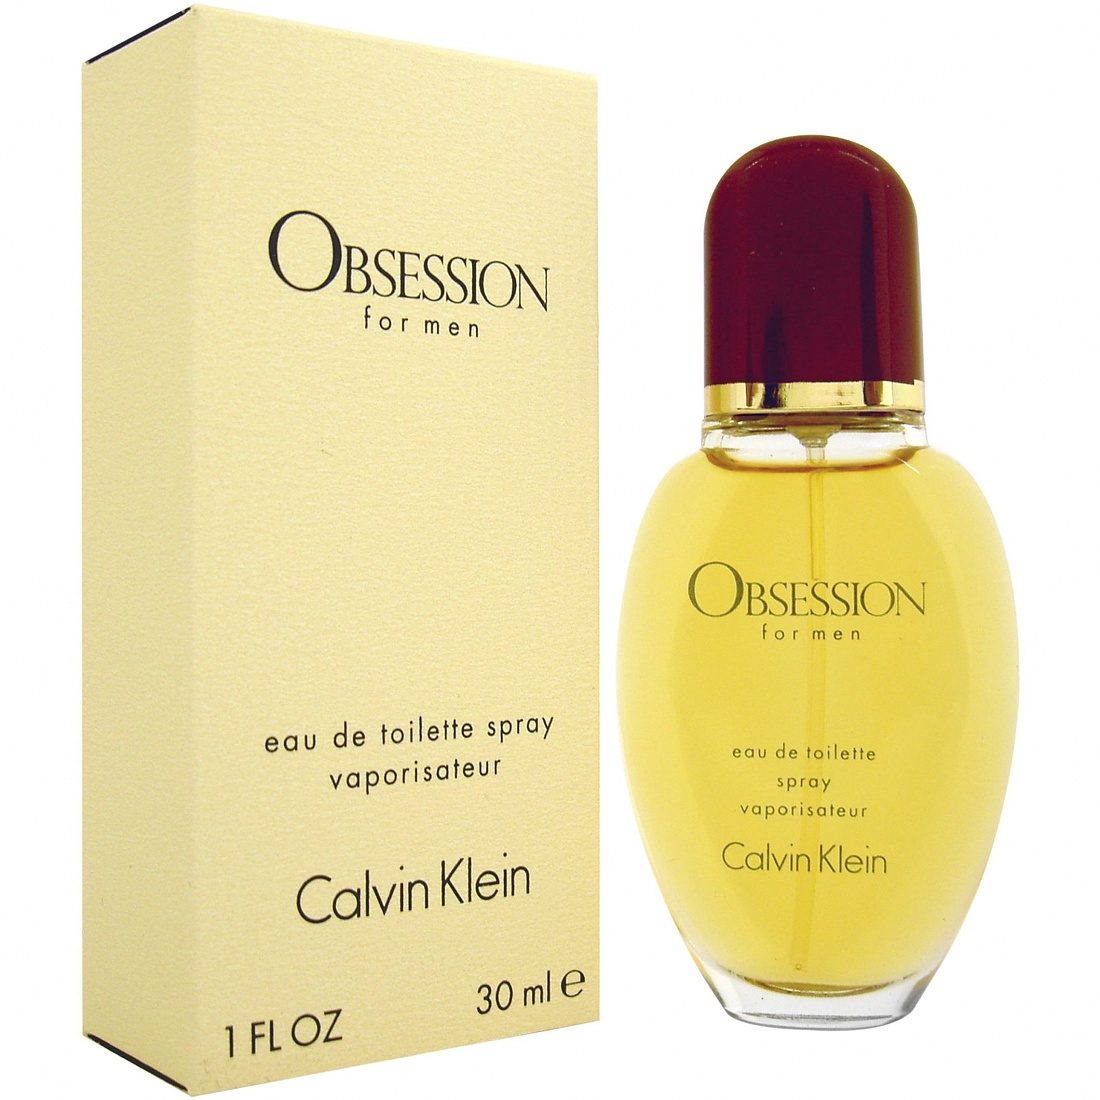 OBSESSION
for men
eau de toilette spray
vaporisateur
Calvin Klein
1 FL OZ
30 ml e
OBSESSION
for men
eau de toilette
spray
vaporisateur
Calvin Klein